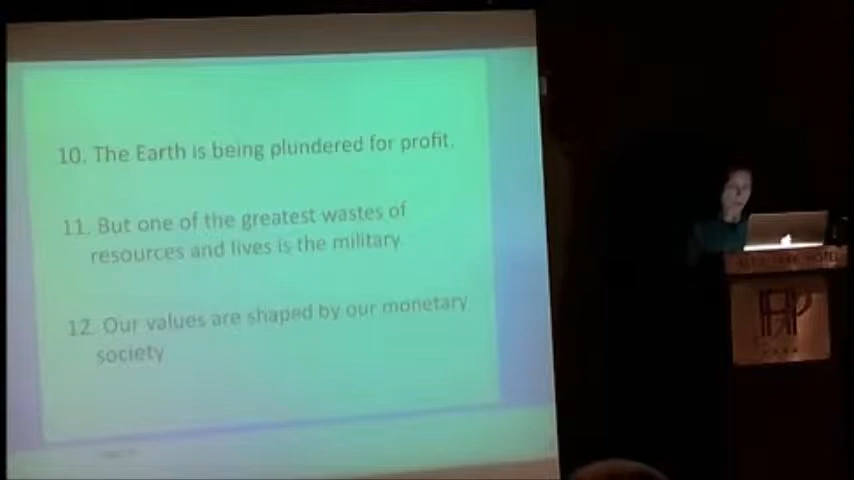 10. The Earth is being plundered for profit.
11. But one of the greatest wastes of
resources and lives is the military
12. Our values are shaped by our monetary
society
HOTEL